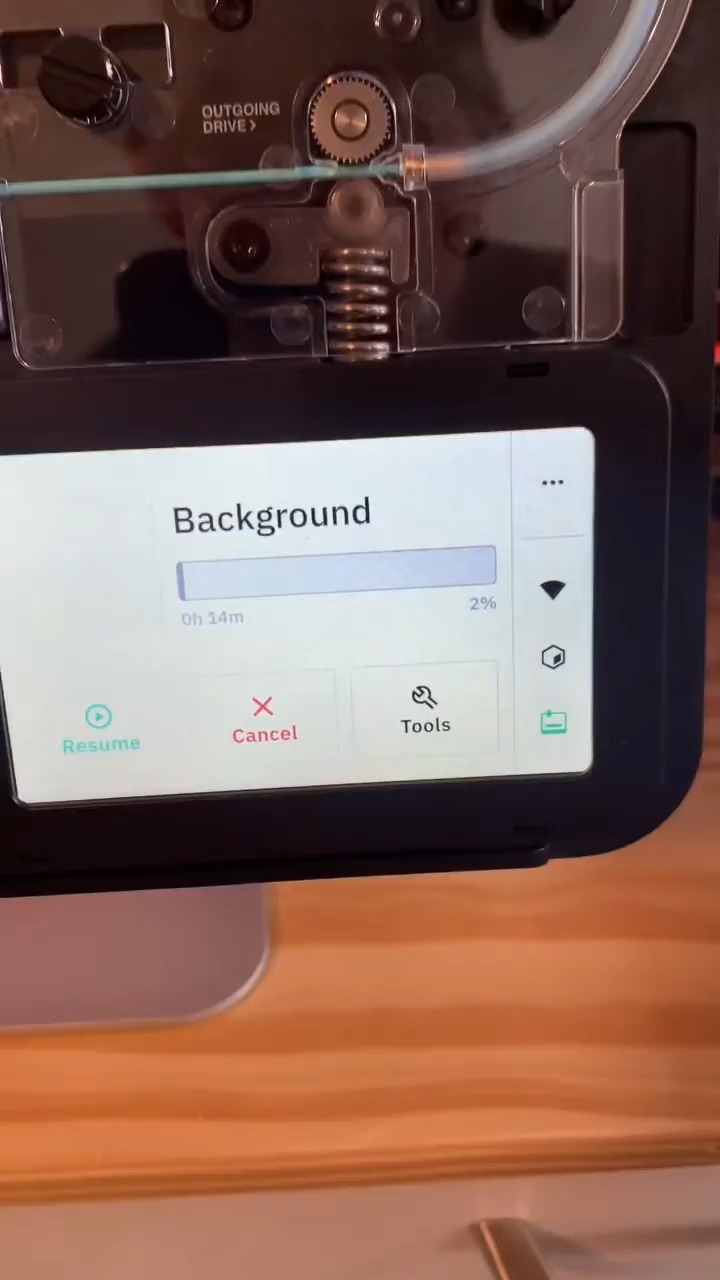 OUTGOING
DRIVE >
Background
0h 14m
2%
Resume
Cancel
Tools